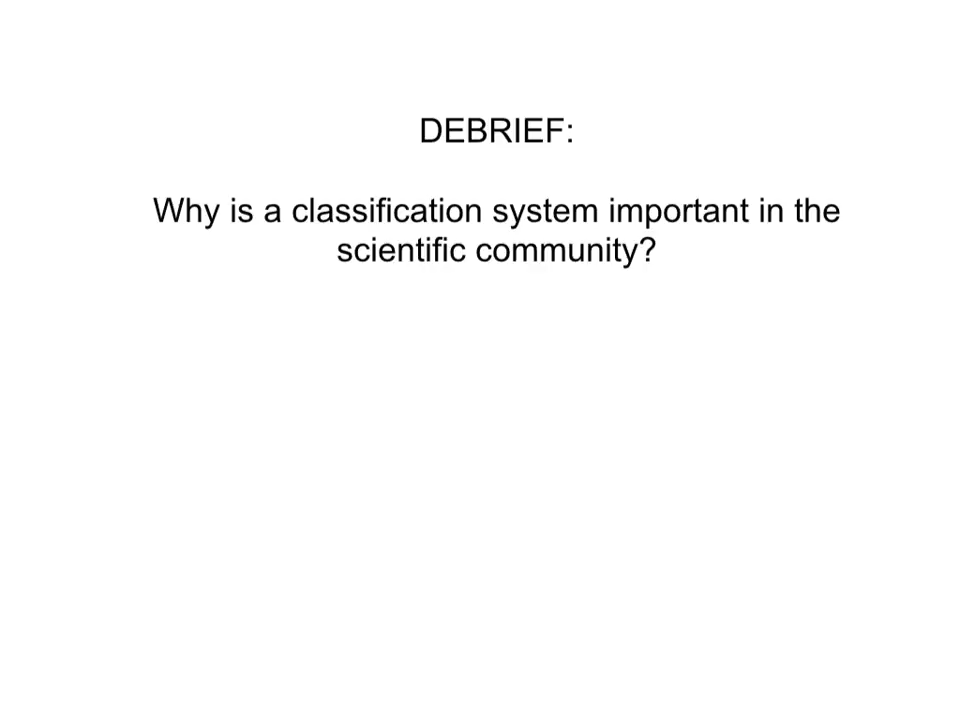 DEBRIEF:
Why is a classification system important in the
scientific community?